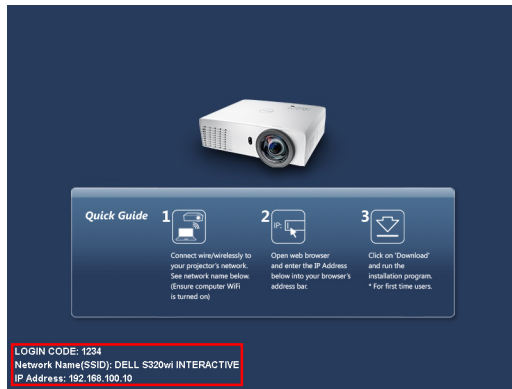 Quick Guide
1
Connect wire/wirelessly to
your projector's network.
See network name below.
(Ensure computer WiFi
is turned on)
2
IP:
Open web browser
and enter the IP Address
below into your browser's
address bar.
3
Click on 'Download'
and run the
installation program.
* For first time users.
LOGIN CODE: 1234
Network Name(SSID): DELL S320wi INTERACTIVE
IP Address: 192.168.100.10